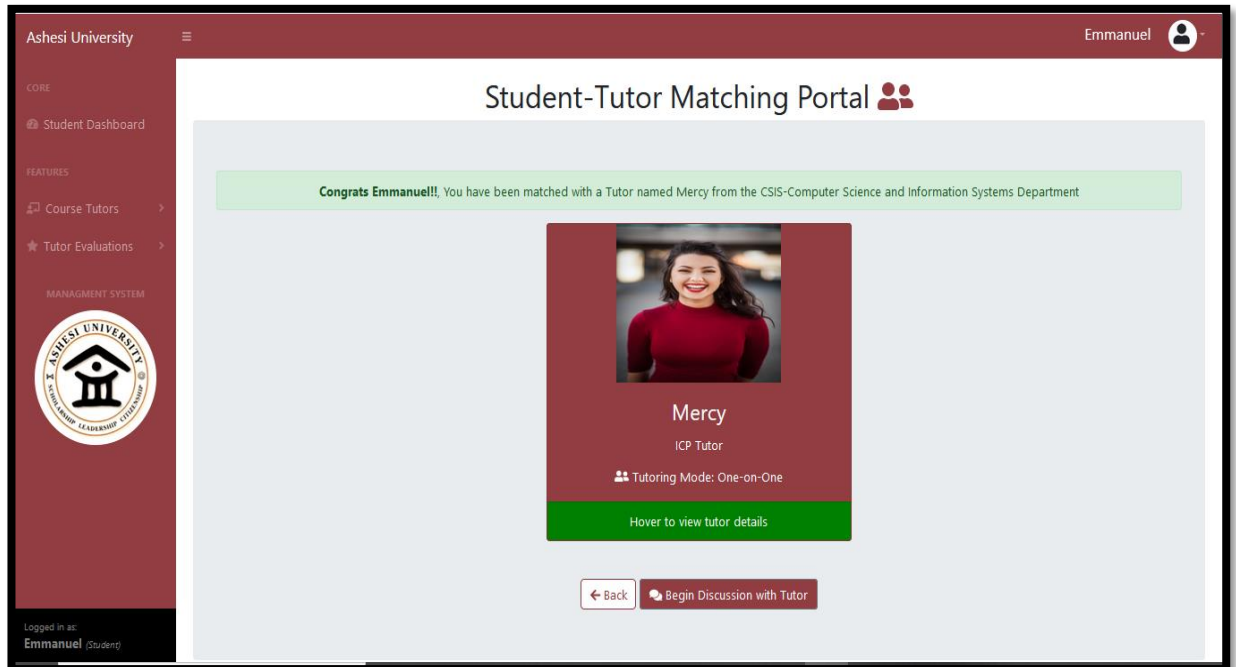 Ashesi University
Emmanuel
CORE
Student Dashboard
FEATURES
Course Tutors
Tutor Evaluations
MANAGMENT SYSTEM
ASHESI UNIVERSITY
SCHOLARSHIP LEADERSHIP CITIZENSHIP
Logged in as:
Emmanuel (Student)
Student-Tutor Matching Portal
Congrats Emmanuel!!, You have been matched with a Tutor named Mercy from the CSIS-Computer Science and Information Systems Department
Mercy
ICP Tutor
Tutoring Mode: One-on-One
Hover to view tutor details
Back
Begin Discussion with Tutor